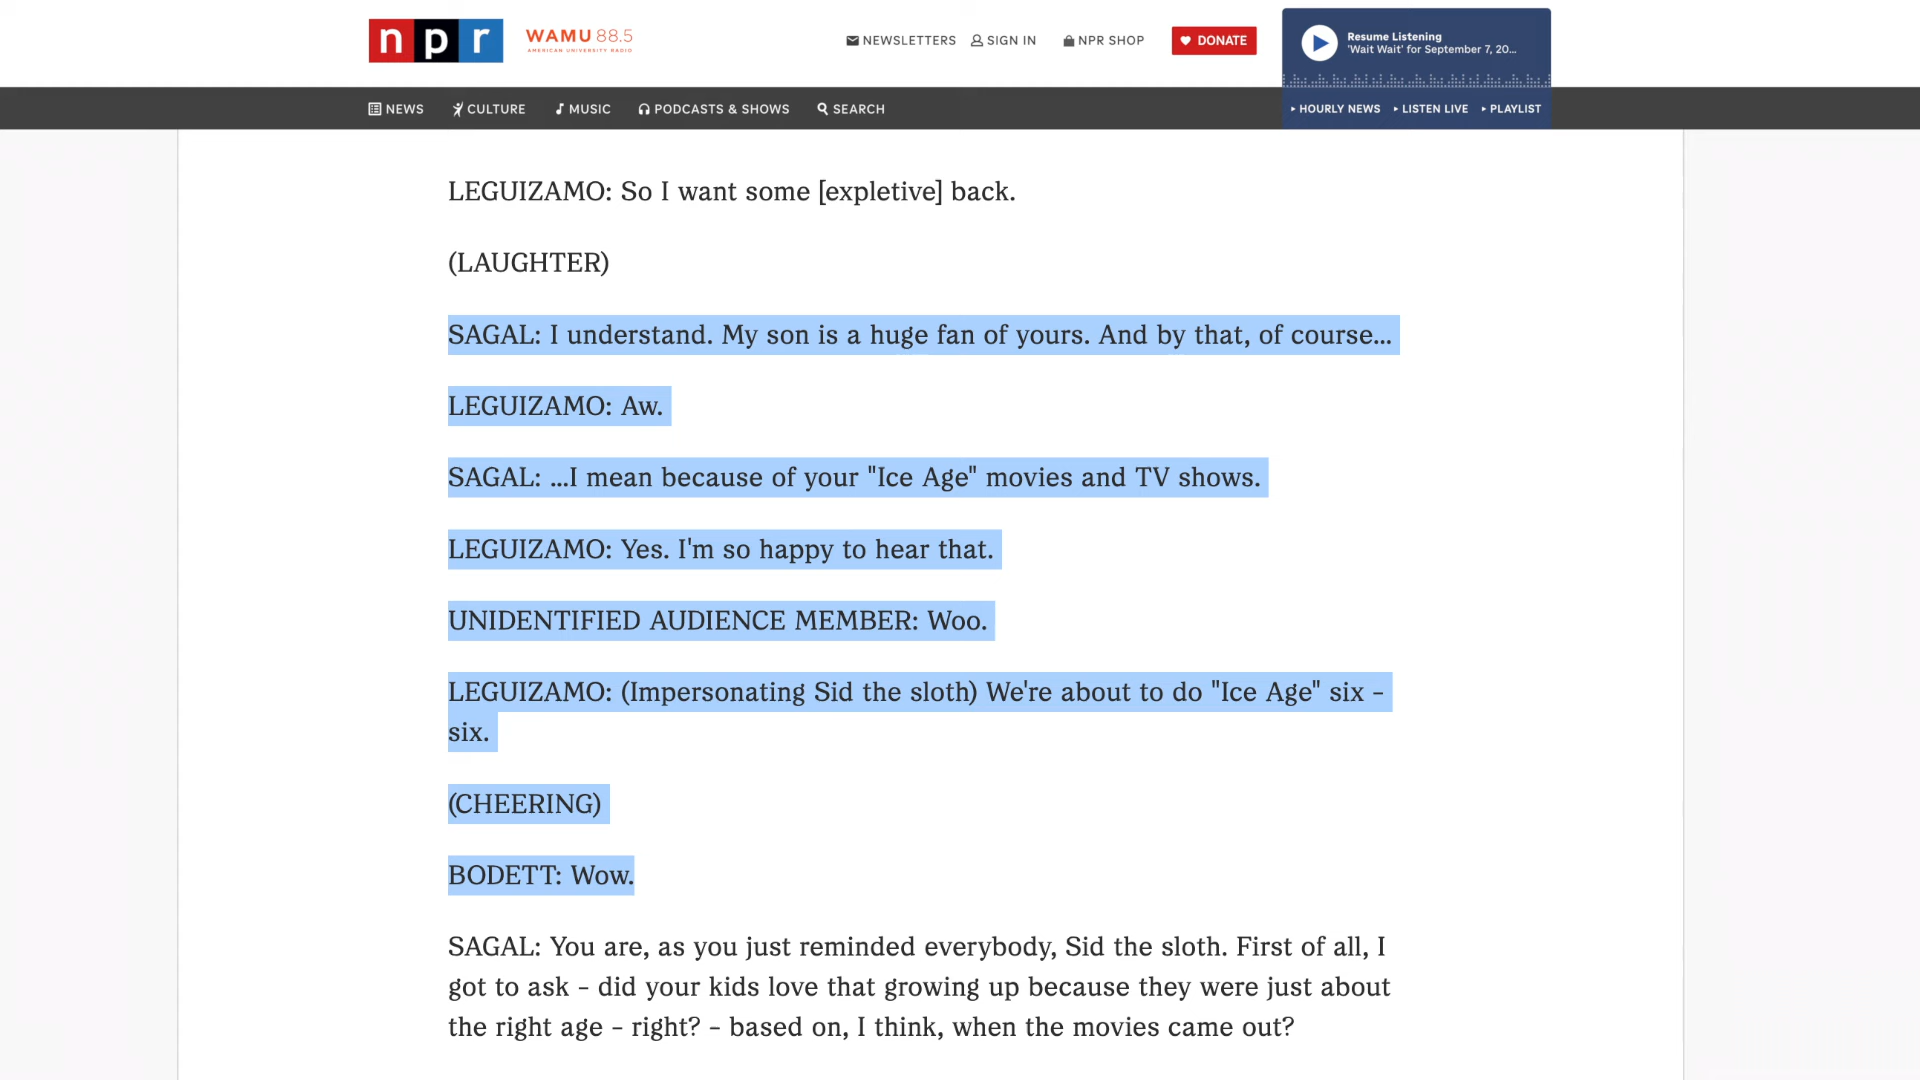 npr WAMU 88.5
AMERICAN UNIVERSITY RADIO
NEWSLETTERS SIGN IN NPR SHOP DONATE
Resume Listening
'Wait Wait' for September 7, 20...
NEWS CULTURE MUSIC PODCASTS & SHOWS SEARCH
HOURLY NEWS LISTEN LIVE PLAYLIST
LEGUIZAMO: So I want some [expletive] back.
(LAUGHTER)
SAGAL: I understand. My son is a huge fan of yours. And by that, of course...
LEGUIZAMO: Aw.
SAGAL: ...I mean because of your "Ice Age" movies and TV shows.
LEGUIZAMO: Yes. I'm so happy to hear that.
UNIDENTIFIED AUDIENCE MEMBER: Woo.
LEGUIZAMO: (Impersonating Sid the sloth) We're about to do "Ice Age" six -
six.
(CHEERING)
BODETT: Wow.
SAGAL: You are, as you just reminded everybody, Sid the sloth. First of all, I
got to ask - did your kids love that growing up because they were just about
the right age - right? - based on, I think, when the movies came out?